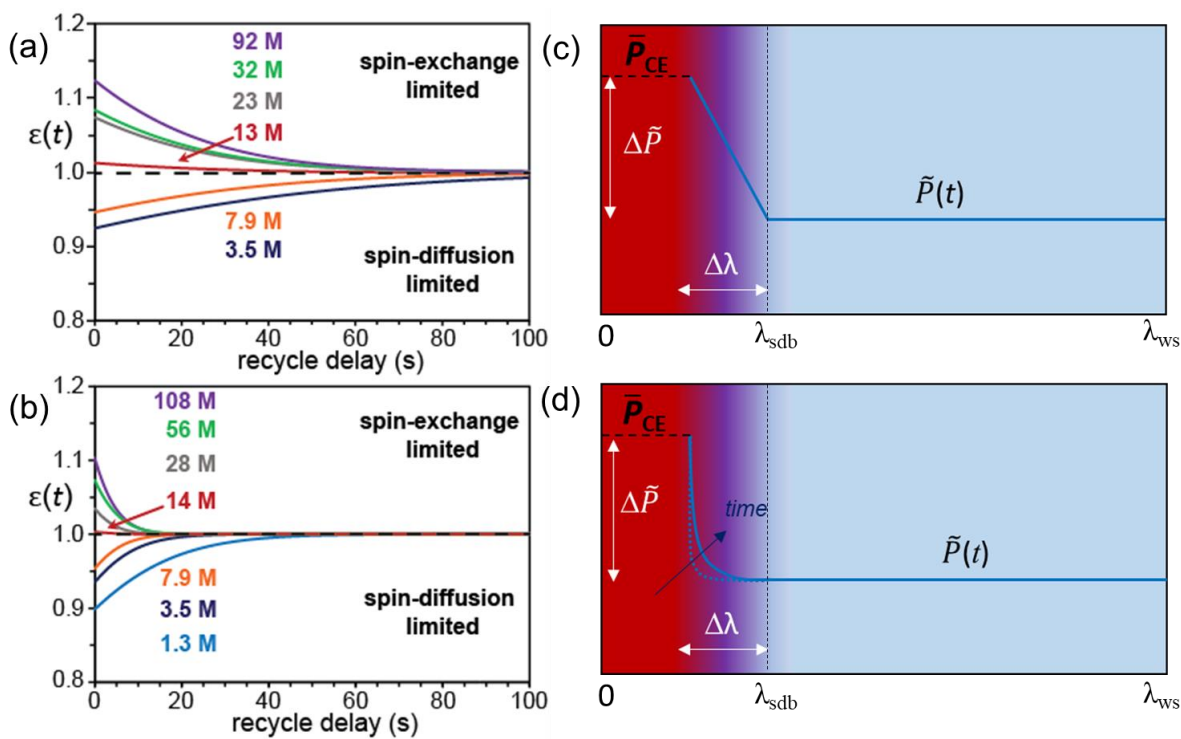 (a)
1.2
1.1
ε(t)
1.0
0.9
0.8
92 M
32 M
23 M
13 M
7.9 M
3.5 M
spin-exchange
limited
spin-diffusion
limited
0 20 40 60 80 100
recycle delay (s)
(b)
1.2
1.1
ε(t)
1.0
0.9
0.8
108 M
56 M
28 M
14 M
7.9 M
3.5 M
1.3 M
spin-exchange
limited
spin-diffusion
limited
0 20 40 60 80 100
recycle delay (s)
(c)
P̅CE
ΔP̃
P̃(t)
Δλ
0 λsdb λws
(d)
P̅CE
ΔP̃
time
P̃(t)
Δλ
0 λsdb λws